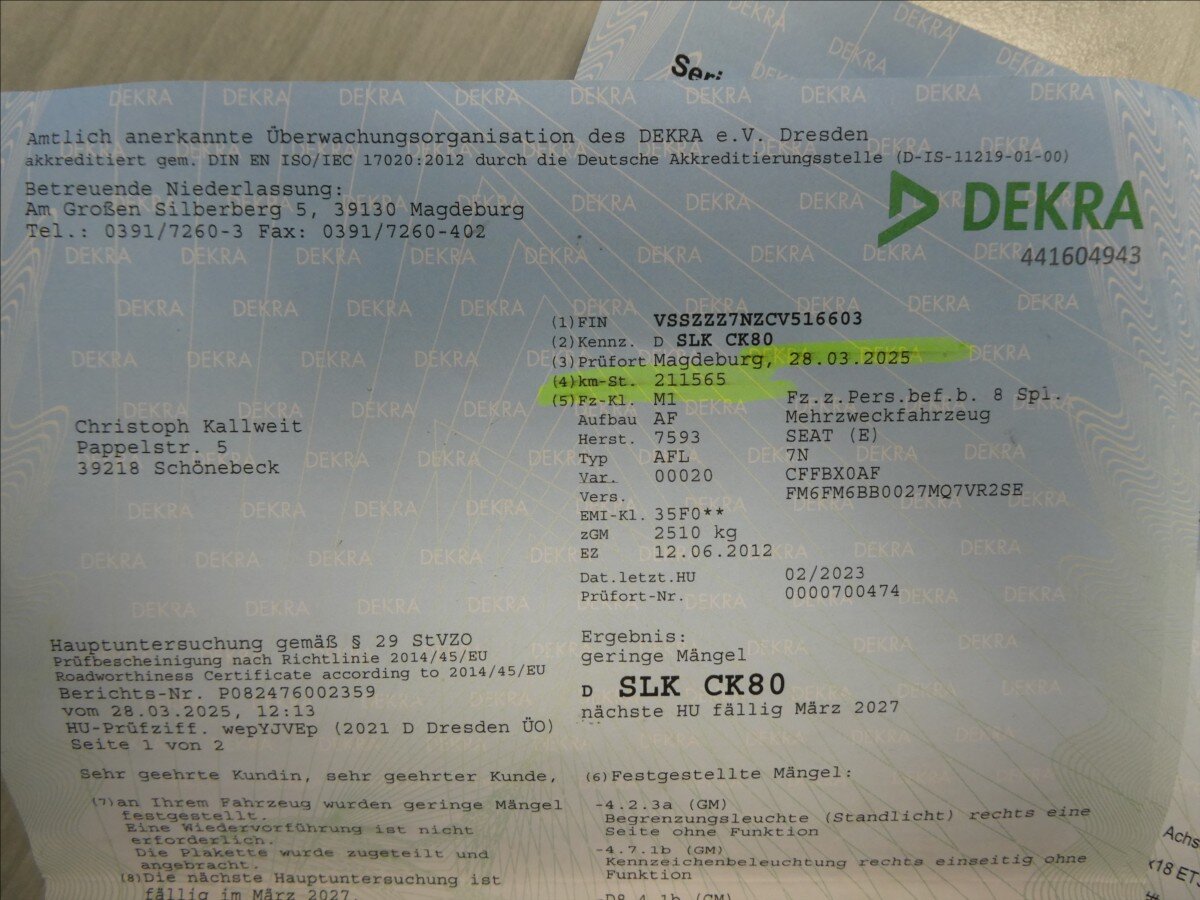 Seri
Amtlich anerkannte Überwachungsorganisation des DEKRA e.V. Dresden
akkreditiert gem. DIN EN ISO/IEC 17020:2012 durch die Deutsche Akkreditierungsstelle (D-IS-11219-01-00)
Betreuende Niederlassung:
Am Großen Silberberg 5, 39130 Magdeburg
Tel.: 0391/7260-3 Fax: 0391/7260-402
DEKRA
441604943
(1) FIN VSSZZZ7NZCV516603
(2) Kennz. D SLK CK80
(3) Prüfort Magdeburg, 28.03.2025
(4) km-St. 211565
(5) Fz-Kl. M1 Fz.z.Pers.bef.b. 8 Spl.
Aufbau AF Mehrzweckfahrzeug
Herst. 7593 SEAT (E)
Typ AFL 7N
Var. 00020 CFFBX0AF
Vers. FM6FM6BB0027MQ7VR2SE
EMI-Kl. 35F0**
zGM 2510 kg
EZ 12.06.2012
Dat.letzt.HU 02/2023
Prüfort-Nr. 0000700474
Christoph Kallweit
Pappelstr. 5
39218 Schönebeck
Hauptuntersuchung gemäß § 29 StVZO
Prüfbescheinigung nach Richtlinie 2014/45/EU
Roadworthiness Certificate according to 2014/45/EU
Berichts-Nr. P082476002359
vom 28.03.2025, 12:13
HU-Prüfziff. wepYJVEp (2021 D Dresden ÜO)
Seite 1 von 2
Ergebnis:
geringe Mängel
D SLK CK80
nächste HU fällig März 2027
Sehr geehrte Kundin, sehr geehrter Kunde,
(7) an Ihrem Fahrzeug wurden geringe Mängel
festgestellt.
Eine Wiedervorführung ist nicht
erforderlich.
Die Plakette wurde zugeteilt und
angebracht.
(8) Die nächste Hauptuntersuchung ist
fällig im März 2027.
(6) Festgestellte Mängel:
-4.2.3a (GM)
Begrenzungsleuchte (Standlicht) rechts eine
Seite ohne Funktion
-4.7.1b (GM)
Kennzeichenbeleuchtung rechts einseitig ohne
Funktion
Achs